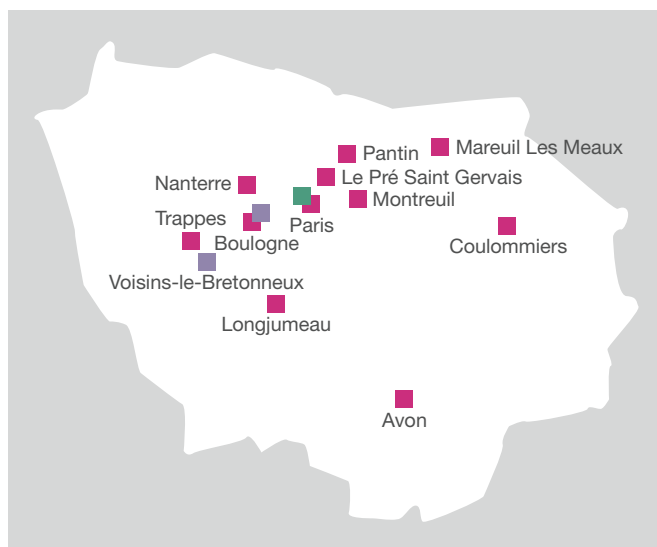 Pantin
Mareuil Les Meaux
Le Pré Saint Gervais
Nanterre
Montreuil
Trappes
Paris
Boulogne
Coulommiers
Voisins-le-Bretonneux
Longjumeau
Avon